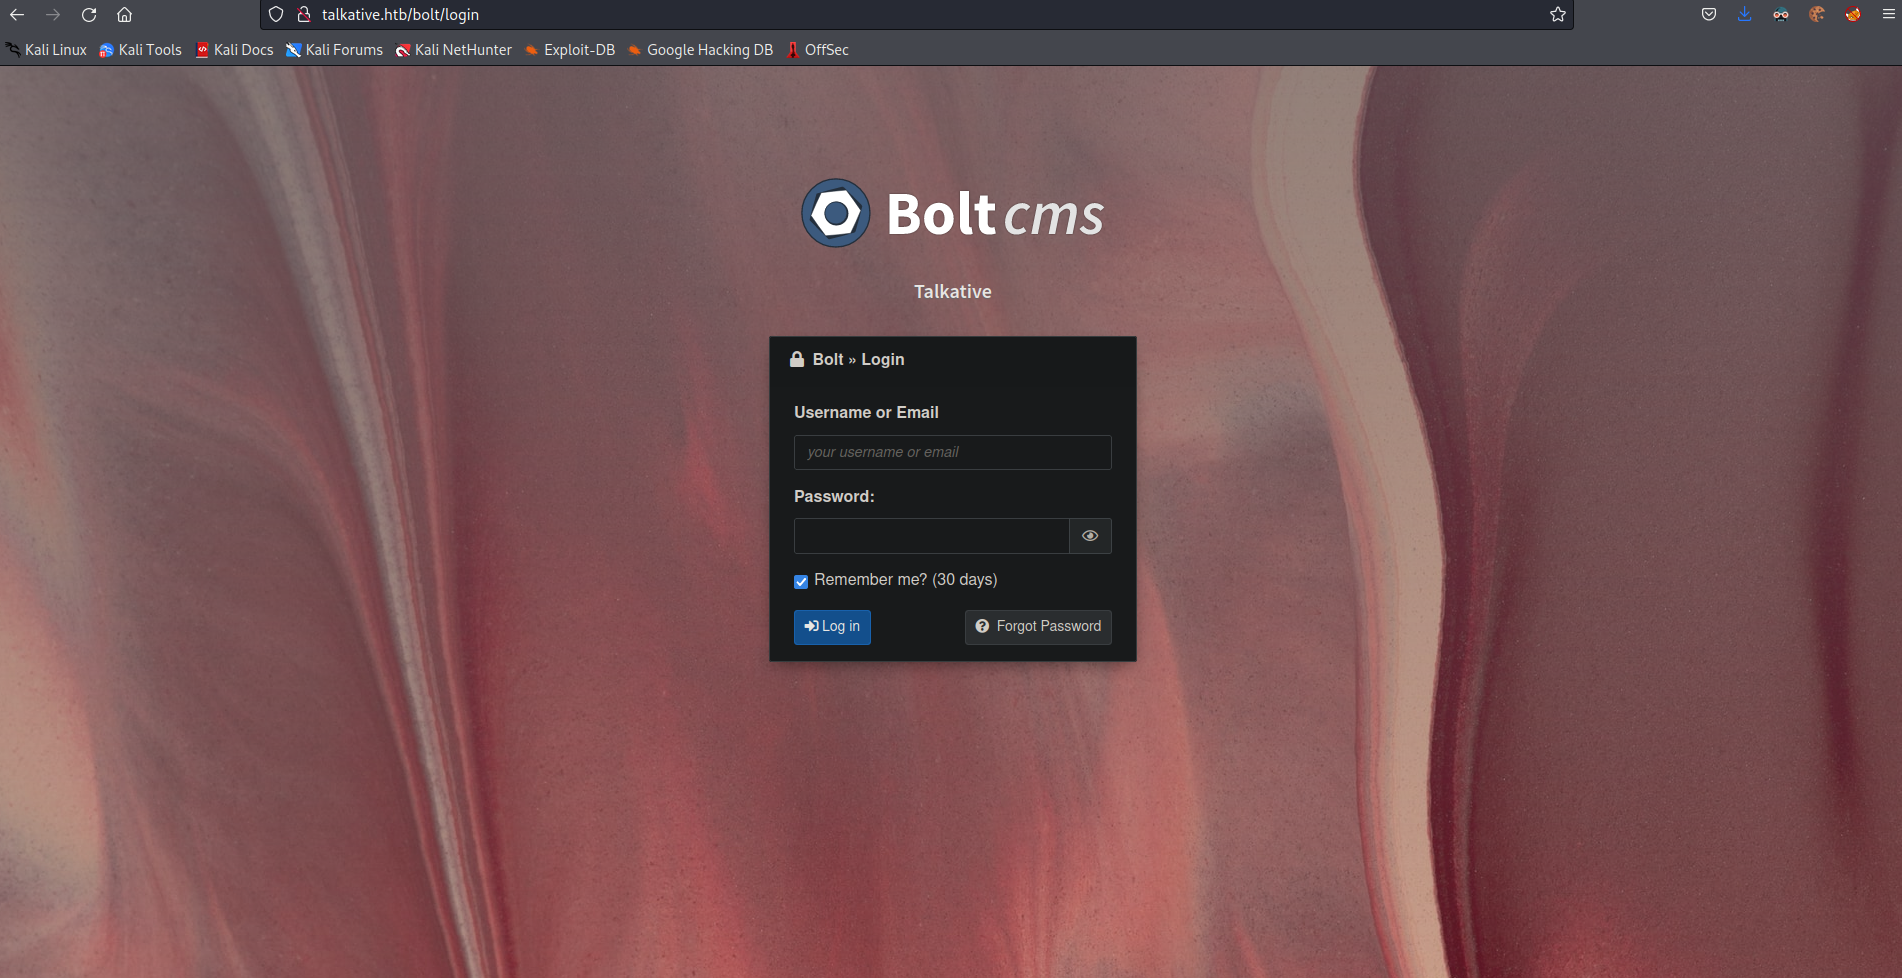 talkative.htb/bolt/login
Kali Linux Kali Tools Kali Docs Kali Forums Kali NetHunter Exploit-DB Google Hacking DB OffSec
Bolt cms
Talkative
Bolt » Login
Username or Email
your username or email
Password:
Remember me? (30 days)
Log in Forgot Password